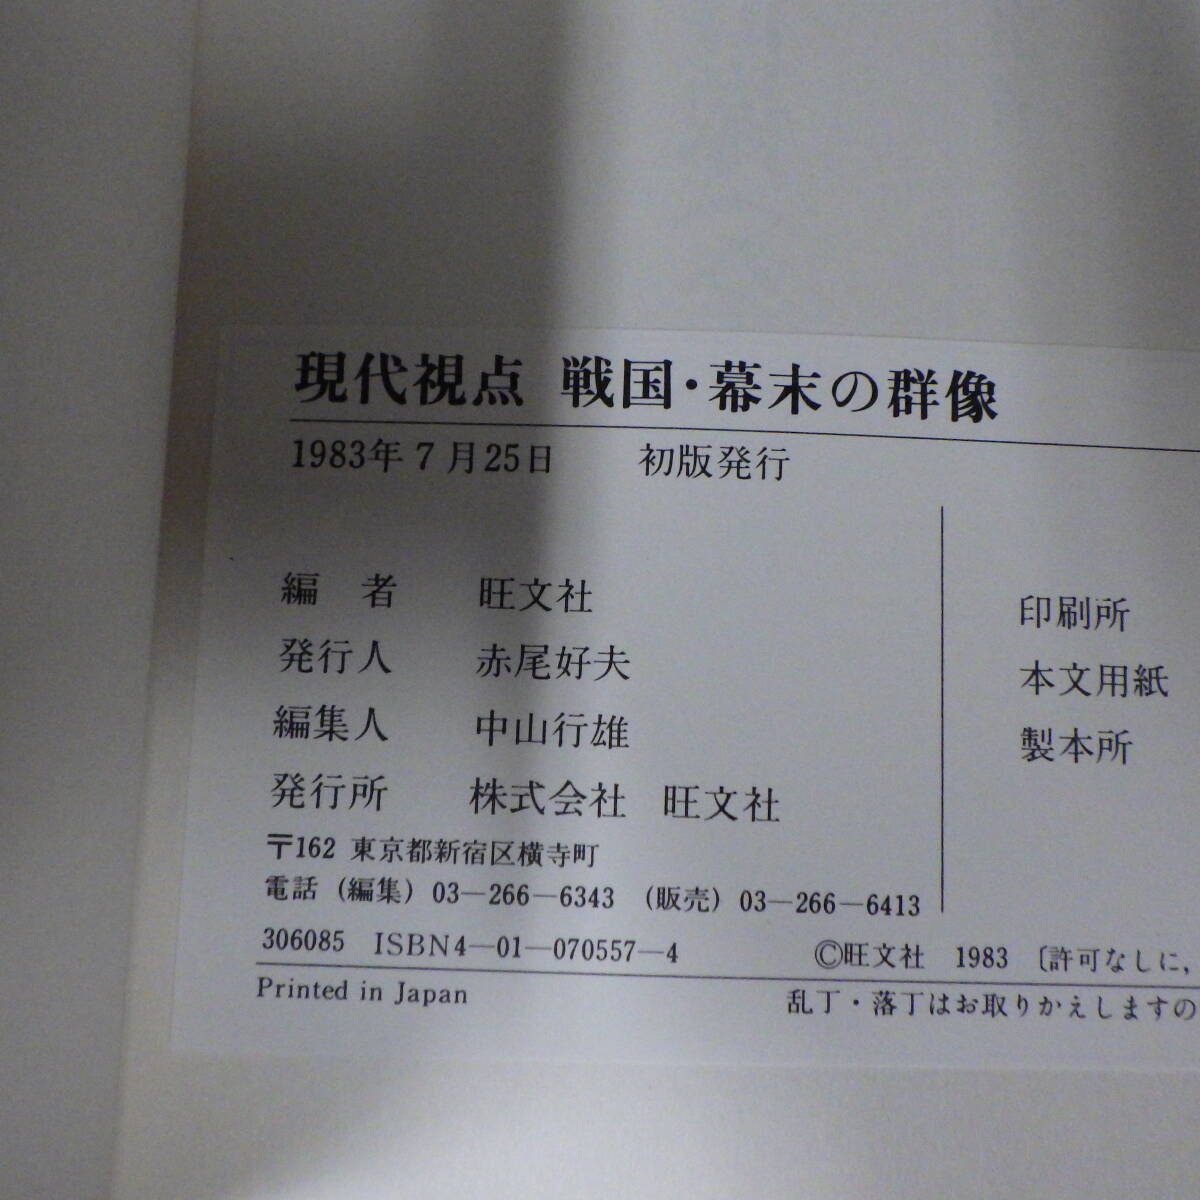 現代視点 戦国・幕末の群像
1983年7月25日 初版発行
編 者 旺文社
発行人 赤尾好夫
編集人 中山行雄
発行所 株式会社 旺文社
〒162 東京都新宿区横寺町
電話 (編集) 03―266―6343 (販売) 03―266―6413
印刷所
本文用紙
製本所
306085 ISBN4―01―070557―4 ©旺文社 1983 〔許可なしに,
Printed in Japan 乱丁・落丁はお取りかえしますの